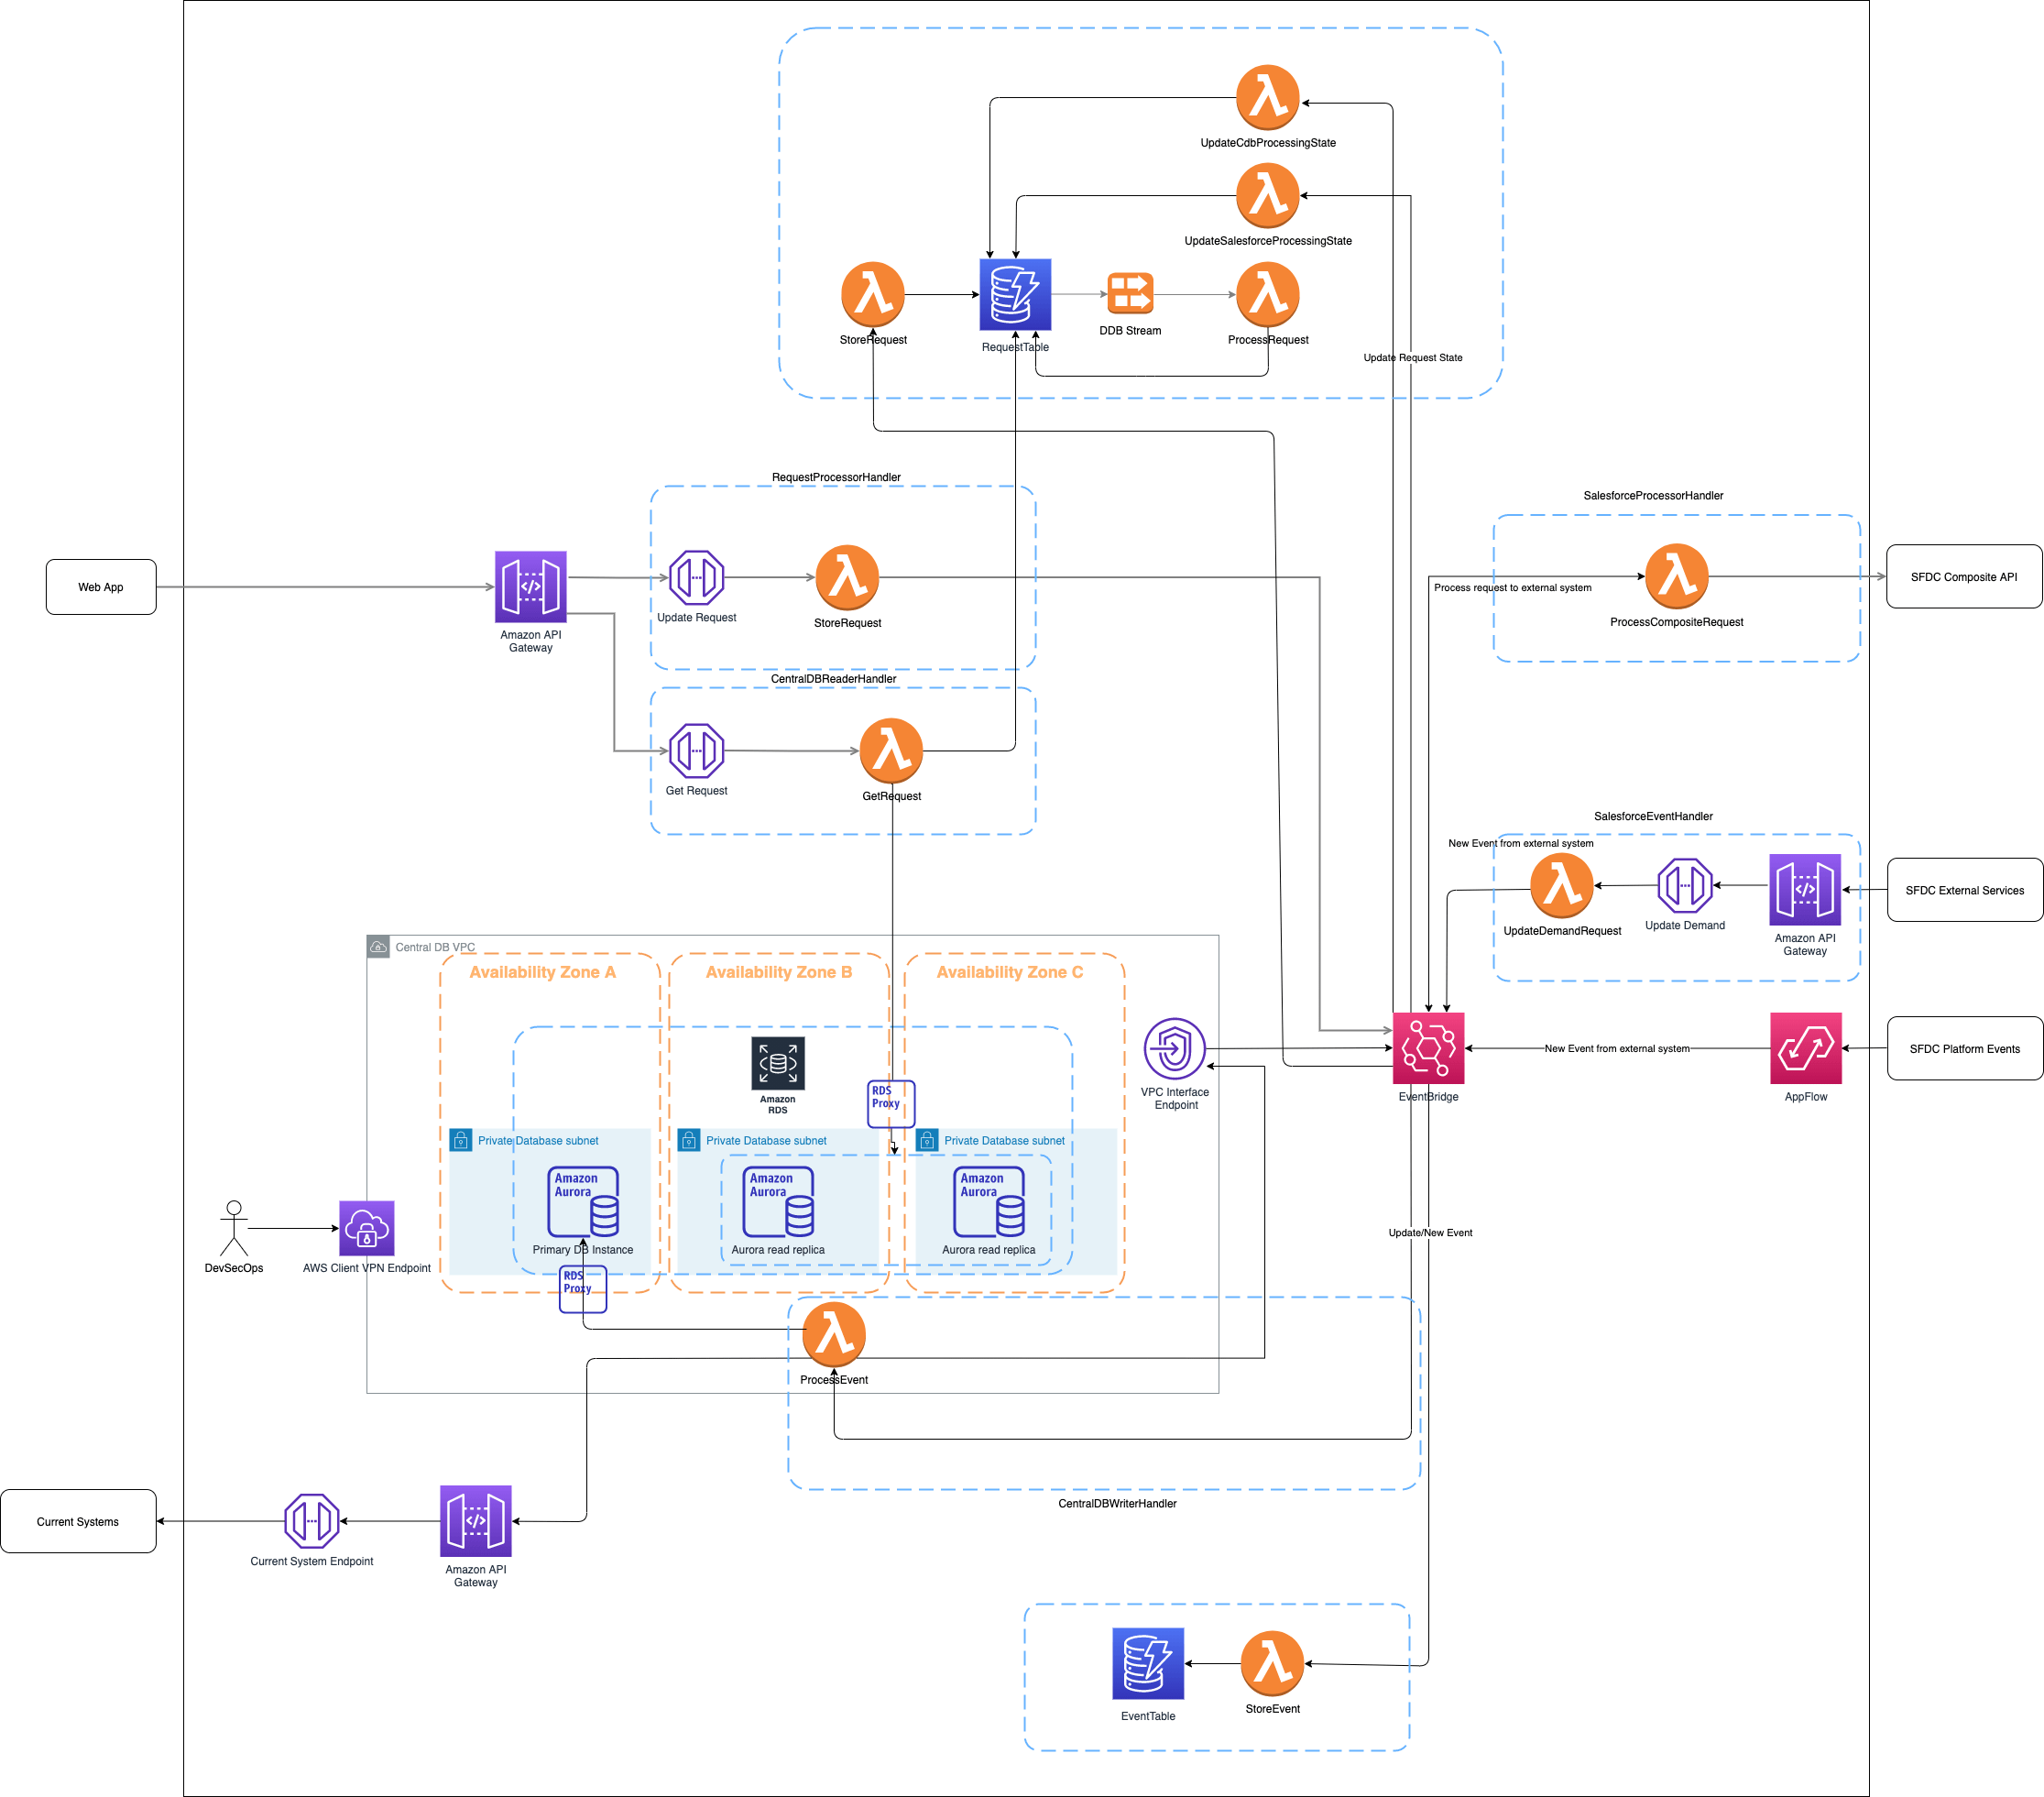 UpdateCdbProcessingState
UpdateSalesforceProcessingState
StoreRequest
RequestTable
DDB Stream
ProcessRequest
Update Request State
RequestProcessorHandler
SalesforceProcessorHandler
Web App
Amazon API
Gateway
Update Request
StoreRequest
Process request to external system
ProcessCompositeRequest
SFDC Composite API
CentralDBReaderHandler
Get Request
GetRequest
SalesforceEventHandler
New Event from external system
UpdateDemandRequest
Update Demand
Amazon API
Gateway
SFDC External Services
Central DB VPC
Availability Zone A
Availability Zone B
Availability Zone C
Amazon
RDS
RDS
Proxy
VPC Interface
Endpoint
EventBridge
New Event from external system
AppFlow
SFDC Platform Events
Private Database subnet
Private Database subnet
Private Database subnet
Amazon
Aurora
Amazon
Aurora
Amazon
Aurora
Primary DB Instance
Aurora read replica
Aurora read replica
Update/New Event
DevSecOps
AWS Client VPN Endpoint
RDS
Proxy
ProcessEvent
CentralDBWriterHandler
Current Systems
Current System Endpoint
Amazon API
Gateway
EventTable
StoreEvent